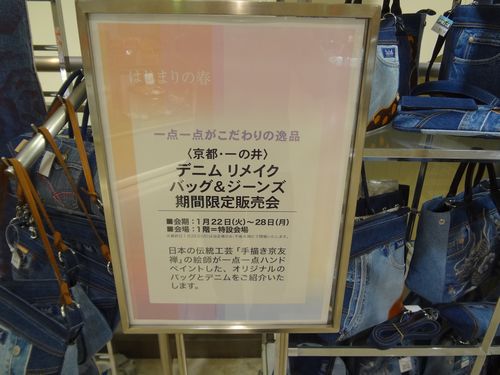 はじまりの春
一点一点がこだわりの逸品
〈京都・一の井〉
デニム リメイク
バッグ&ジーンズ
期間限定販売会
■会期：1月22日(火)～28日(月)
■会場：1階＝特設会場
日本の伝統工芸「手描き京友
禅」の絵師が一点一点ハンド
ペイントした、オリジナルの
バッグとデニムをご紹介いた
します。